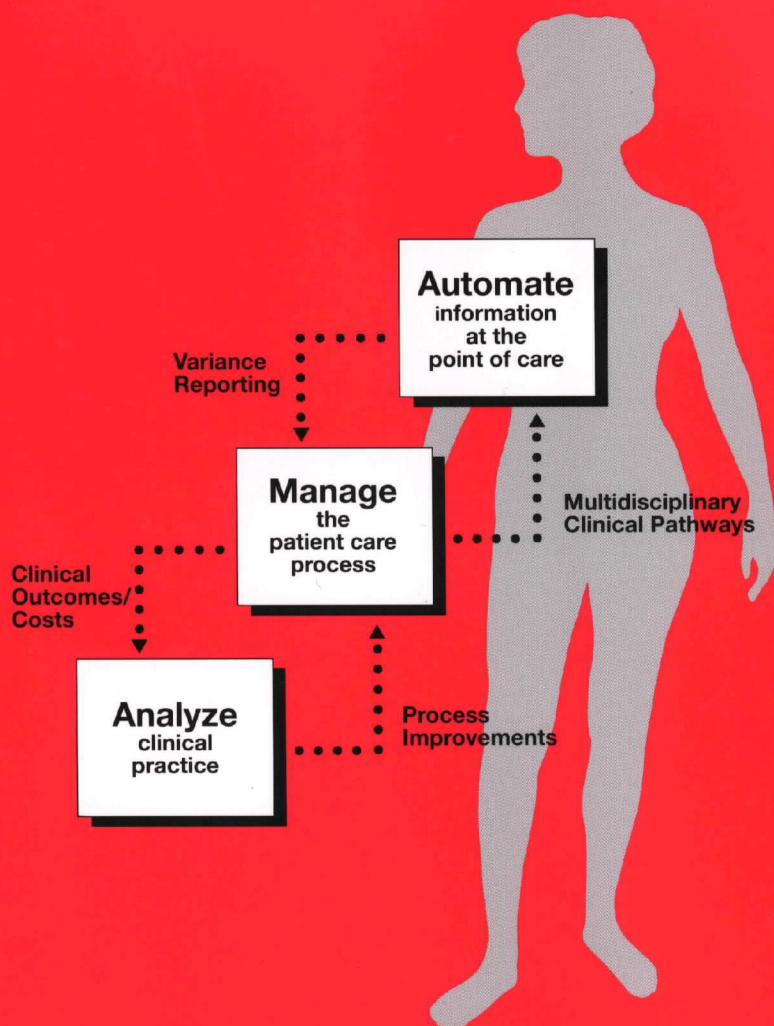 Automate
information
at the
point of care
Variance
Reporting
Manage
the
patient care
process
Multidisciplinary
Clinical Pathways
Clinical
Outcomes/
Costs
Analyze
clinical
practice
Process
Improvements